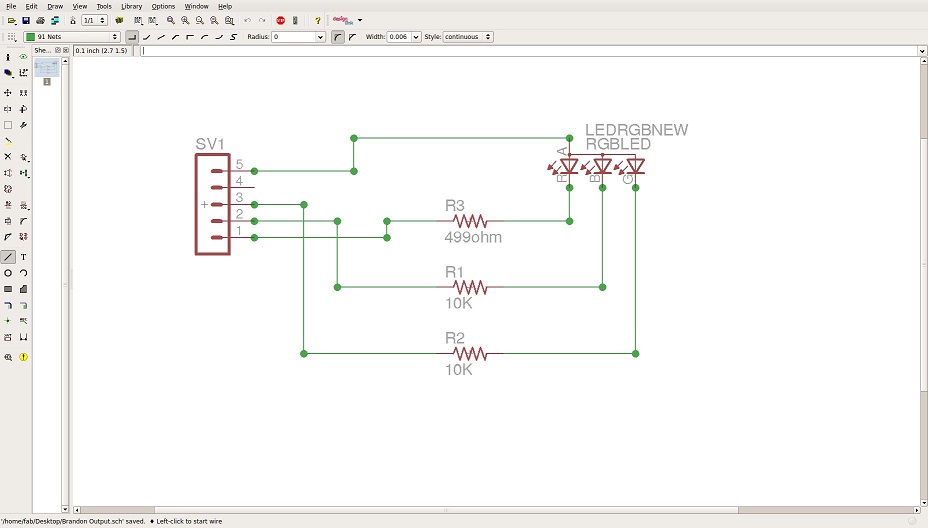 File Edit Draw View Tools Library Options Window Help
1/1
design link
91 Nets Radius: 0 Width: 0.006 Style: continuous
She... 0.1 inch (2.7 1.5)
1
SV1
5
4
3
2
1
+
LEDRGBNEW
RGBLED
A
R
B
G
R3
499ohm
R1
10K
R2
10K
'/home/fab/Desktop/Brandon Output.sch' saved. ♦ Left-click to start wire